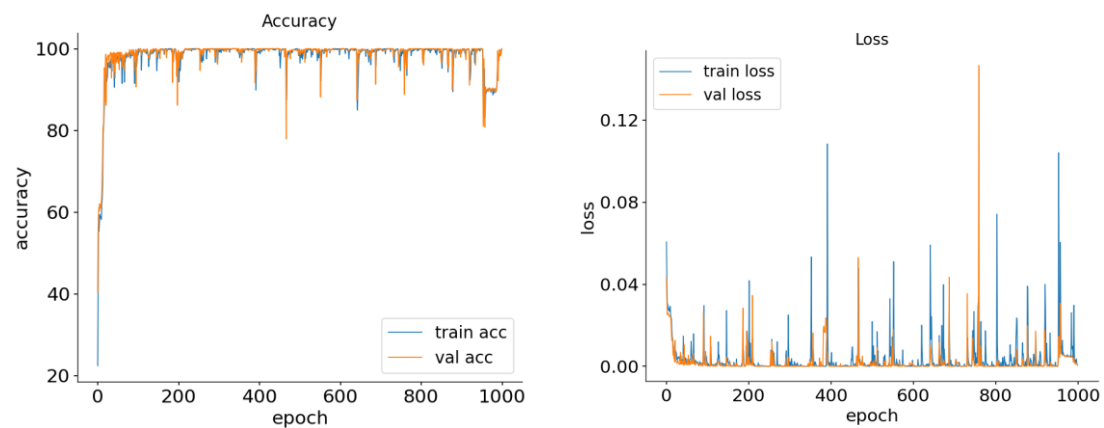 Accuracy
100
80
60
40
20
accuracy
train acc
val acc
0
200
400
600
800
1000
epoch
Loss
train loss
val loss
0.12
0.08
0.04
0.00
loss
0
200
400
600
800
1000
epoch